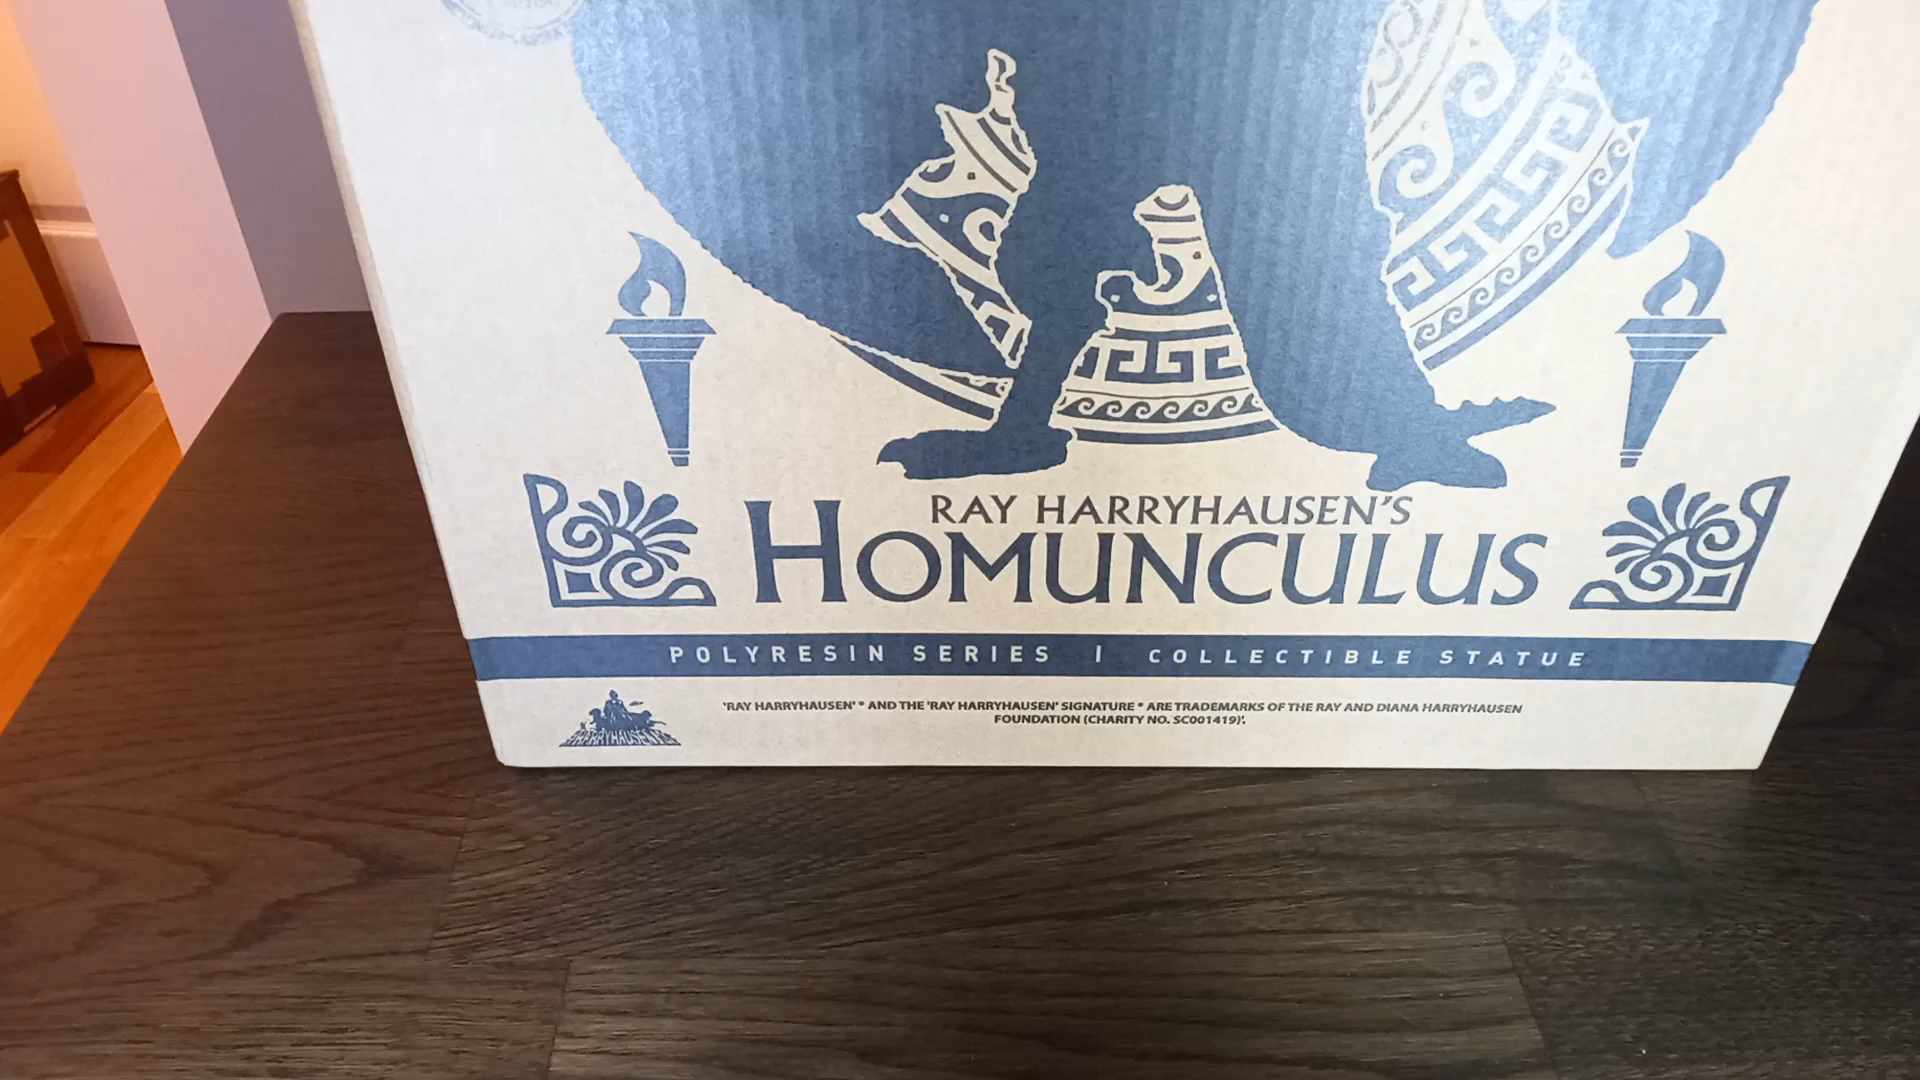 RAY HARRYHAUSEN'S
HOMUNCULUS
POLYRESIN SERIES | COLLECTIBLE STATUE
'RAY HARRYHAUSEN' ® AND THE 'RAY HARRYHAUSEN' SIGNATURE ® ARE TRADEMARKS OF THE RAY AND DIANA HARRYHAUSEN
FOUNDATION (CHARITY NO. SC001419)'.
HARRYHAUSEN